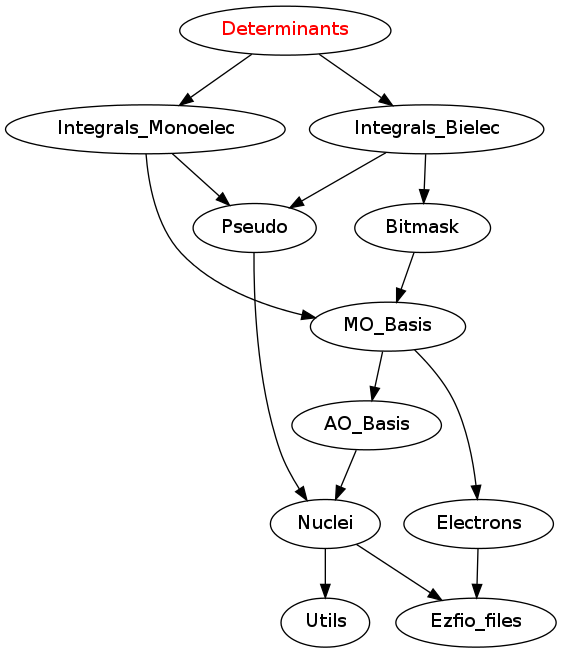 Determinants
Integrals_Monoelec
Integrals_Bielec
Pseudo
Bitmask
MO_Basis
AO_Basis
Nuclei
Electrons
Utils
Ezfio_files